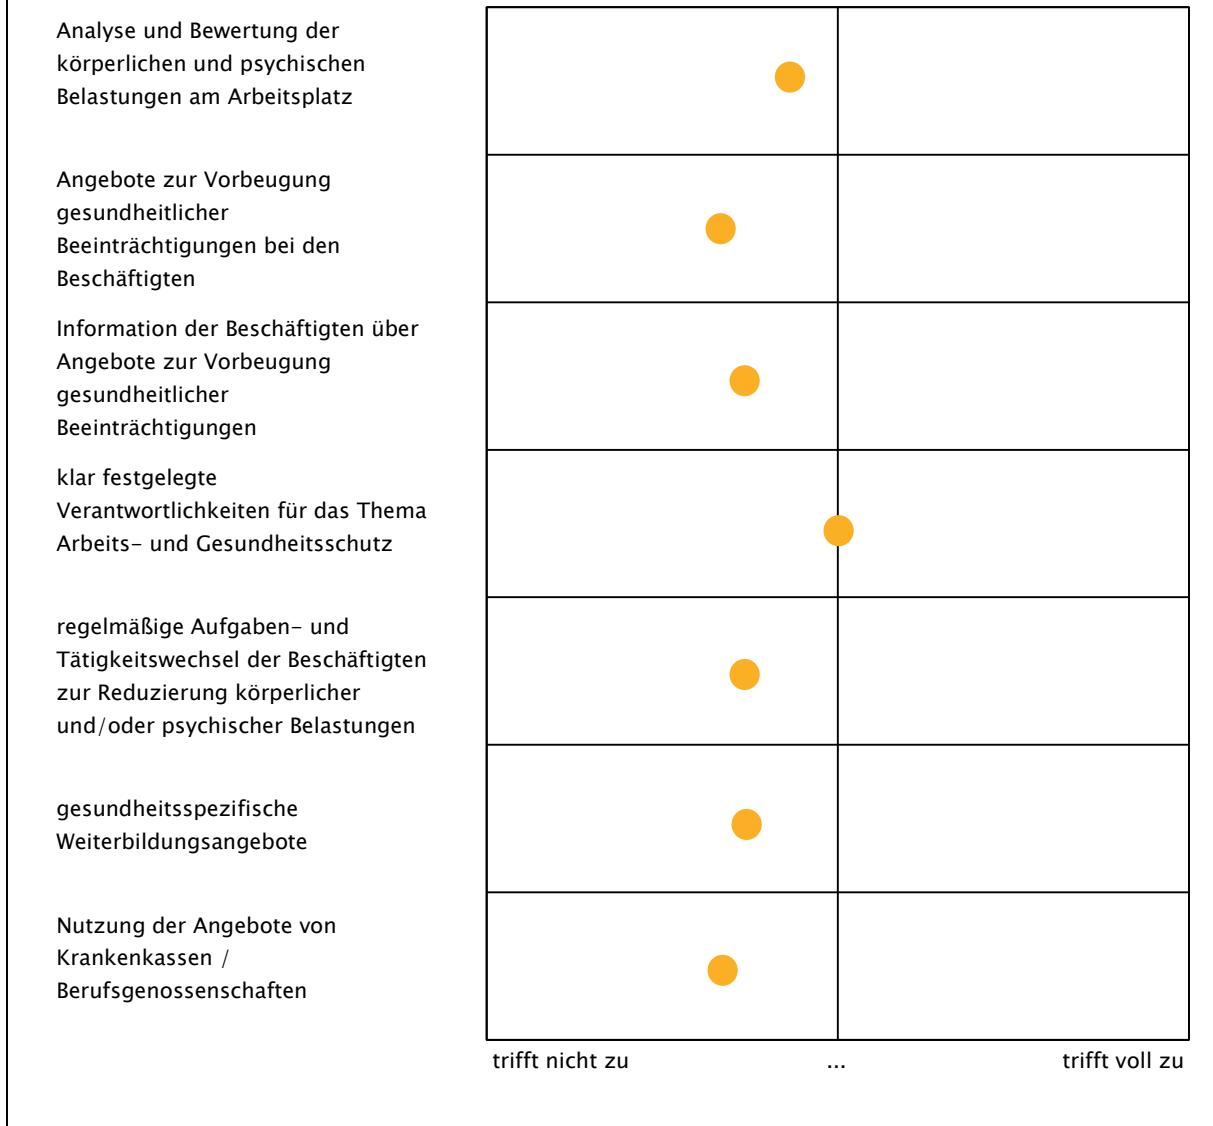 Analyse und Bewertung der
körperlichen und psychischen
Belastungen am Arbeitsplatz
Angebote zur Vorbeugung
gesundheitlicher
Beeinträchtigungen bei den
Beschäftigten
Information der Beschäftigten über
Angebote zur Vorbeugung
gesundheitlicher
Beeinträchtigungen
klar festgelegte
Verantwortlichkeiten für das Thema
Arbeits- und Gesundheitsschutz
regelmäßige Aufgaben- und
Tätigkeitswechsel der Beschäftigten
zur Reduzierung körperlicher
und/oder psychischer Belastungen
gesundheitsspezifische
Weiterbildungsangebote
Nutzung der Angebote von
Krankenkassen /
Berufsgenossenschaften
trifft nicht zu ... trifft voll zu